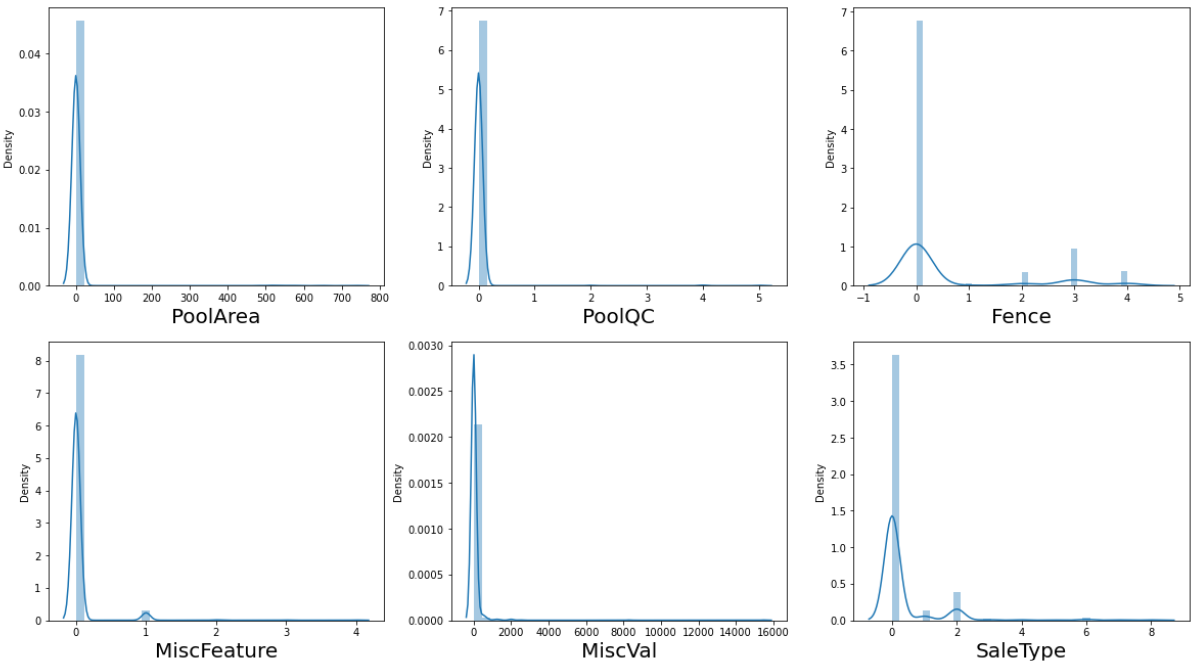 Density
0.04
0.03
0.02
0.01
0.00
0 100 200 300 400 500 600 700 800
PoolArea
Density
7
6
5
4
3
2
1
0
0 1 2 3 4 5
PoolQC
Density
7
6
5
4
3
2
1
0
−1 0 1 2 3 4 5
Fence
Density
8
7
6
5
4
3
2
1
0
0 1 2 3 4
MiscFeature
Density
0.0030
0.0025
0.0020
0.0015
0.0010
0.0005
0.0000
0 2000 4000 6000 8000 10000 12000 14000 16000
MiscVal
Density
3.5
3.0
2.5
2.0
1.5
1.0
0.5
0.0
0 2 4 6 8
SaleType